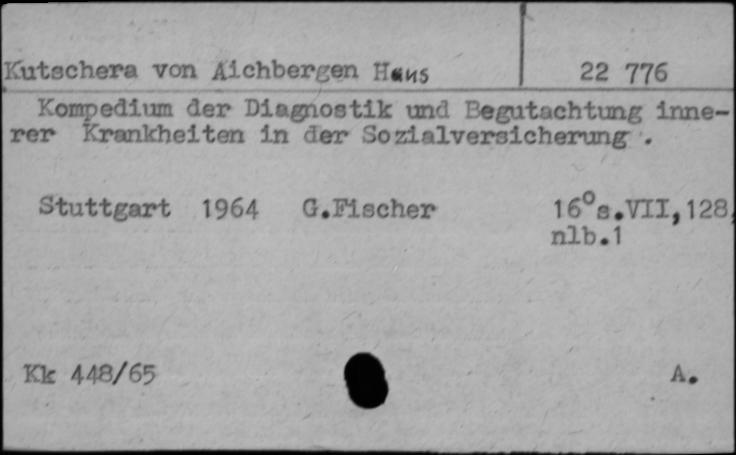 Kutschera von Aichbergen Hans 22 776
Kompedium der Diagnostik und Begutachtung inne-
rer Krankheiten in der Sozialversicherung .
Stuttgart 1964 G.Fischer 16°s.VII,128,
nlb.1
Kk 448/65 A.